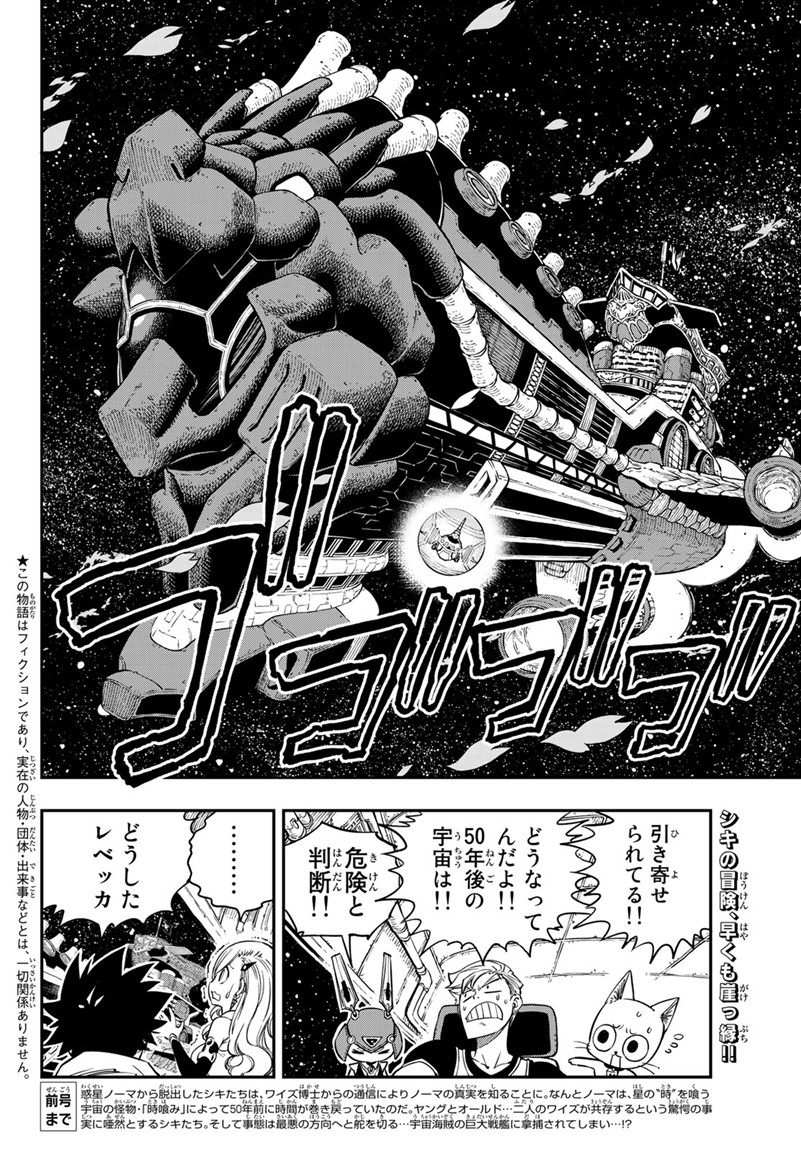 ゴゴゴゴ
シキの冒険、早くも崖っ縁!!
引き寄せ
られてる!!
どうなって
んだよ!!
50年後の
宇宙は!!
危険と
判断!!
………
どうした
レベッカ
★この物語はフィクションであり、実在の人物・団体・出来事などとは、一切関係ありません。
前号
まで
惑星ノーマから脱出したシキたちは、ワイズ博士からの通信によりノーマの真実を知ることに。なんとノーマは、星の〝時〟を喰う
宇宙の怪物・「時喰み」によって50年前に時間が巻き戻っていたのだ。ヤングとオールド…二人のワイズが共存するという驚愕の事
実に唖然とするシキたち。そして事態は最悪の方向へと舵を切る…宇宙海賊の巨大戦艦に拿捕されてしまい…!?